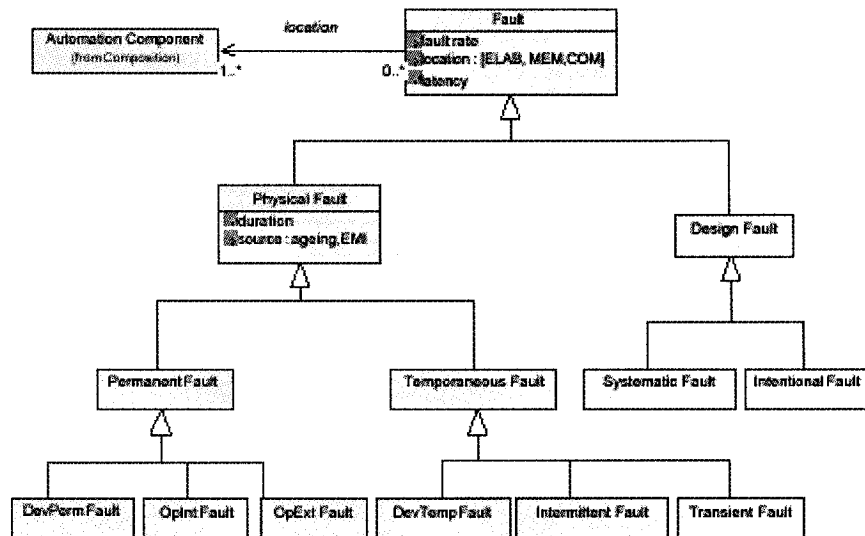 location
Fault
Automation Component
(from Composition)
fault rate
location : [ELAB, MEM,COM]
latency
1..*
0..*
Physical Fault
duration
source : ageing,EMI
Design Fault
Permanent Fault
Temporaneous Fault
Systematic Fault
Intentional Fault
DevPerm Fault
OpInt Fault
OpExt Fault
DevTemp Fault
Intermittent Fault
Transient Fault